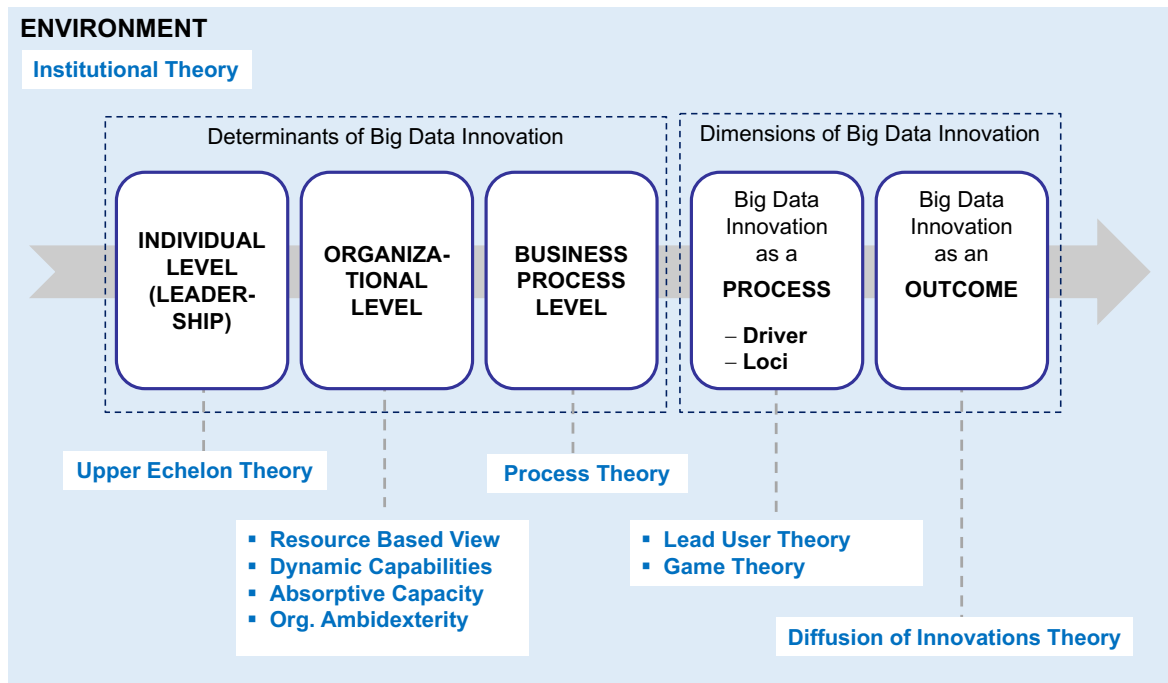 ENVIRONMENT
Institutional Theory
Determinants of Big Data Innovation
INDIVIDUAL
LEVEL
(LEADER-
SHIP)
ORGANIZA-
TIONAL
LEVEL
BUSINESS
PROCESS
LEVEL
Dimensions of Big Data Innovation
Big Data
Innovation
as a
PROCESS
– Driver
– Loci
Big Data
Innovation
as an
OUTCOME
Upper Echelon Theory
▪ Resource Based View
▪ Dynamic Capabilities
▪ Absorptive Capacity
▪ Org. Ambidexterity
Process Theory
▪ Lead User Theory
▪ Game Theory
Diffusion of Innovations Theory